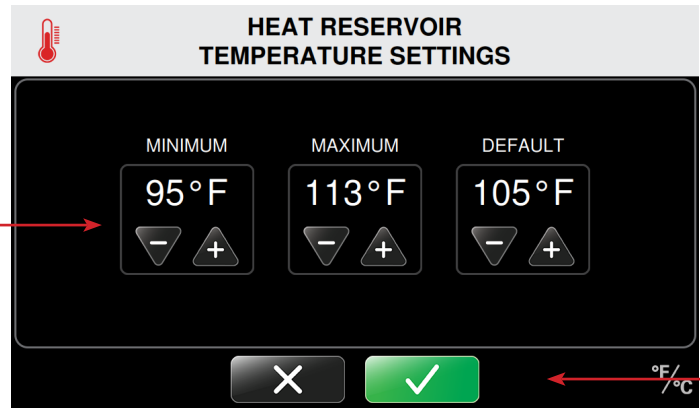 HEAT RESERVOIR
TEMPERATURE SETTINGS
MINIMUM MAXIMUM DEFAULT
95°F 113°F 105°F
°F/°C